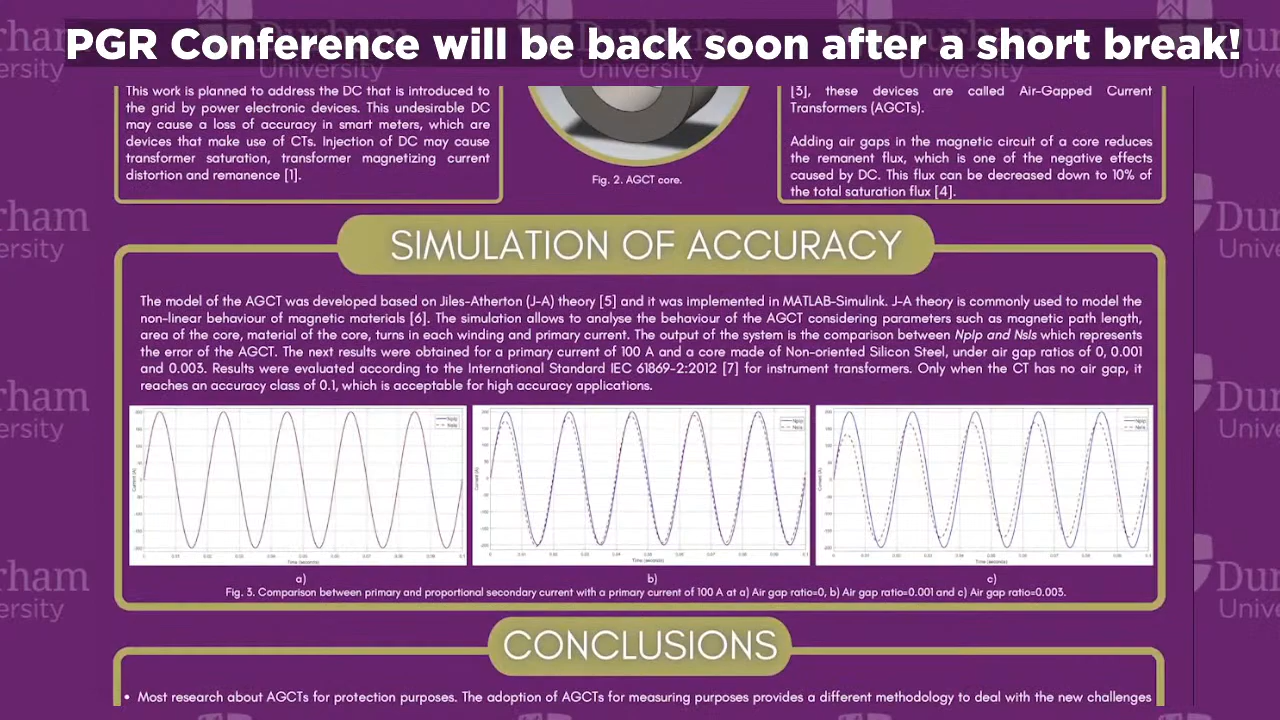 PGR Conference will be back soon after a short break!
This work is planned to address the DC that is introduced to
the grid by power electronic devices. This undesirable DC
may cause a loss of accuracy in smart meters, which are
devices that make use of CTs. Injection of DC may cause
transformer saturation, transformer magnetizing current
distortion and remanence [1].
Fig. 2. AGCT core.
[3], these devices are called Air-Gapped Current
Transformers (AGCTs).
Adding air gaps in the magnetic circuit of a core reduces
the remanent flux, which is one of the negative effects
caused by DC. This flux can be decreased down to 10% of
the total saturation flux [4].
SIMULATION OF ACCURACY
The model of the AGCT was developed based on Jiles-Atherton (J-A) theory [5] and it was implemented in MATLAB-Simulink. J-A theory is commonly used to model the
non-linear behaviour of magnetic materials [6]. The simulation allows to analyse the behaviour of the AGCT considering parameters such as magnetic path length,
area of the core, material of the core, turns in each winding and primary current. The output of the system is the comparison between NpIp and NsIs which represents
the error of the AGCT. The next results were obtained for a primary current of 100 A and a core made of Non-oriented Silicon Steel, under air gap ratios of 0, 0.001
and 0.003. Results were evaluated according to the International Standard IEC 61869-2:2012 [7] for instrument transformers. Only when the CT has no air gap, it
reaches an accuracy class of 0.1, which is acceptable for high accuracy applications.
Current (A)
Time (seconds)
Current (A)
Time (seconds)
Current (A)
Time (seconds)
a)
b)
c)
Fig. 3. Comparison between primary and proportional secondary current with a primary current of 100 A at a) Air gap ratio=0, b) Air gap ratio=0.001 and c) Air gap ratio=0.003.
CONCLUSIONS
• Most research about AGCTs for protection purposes. The adoption of AGCTs for measuring purposes provides a different methodology to deal with the new challenges
Durham
University